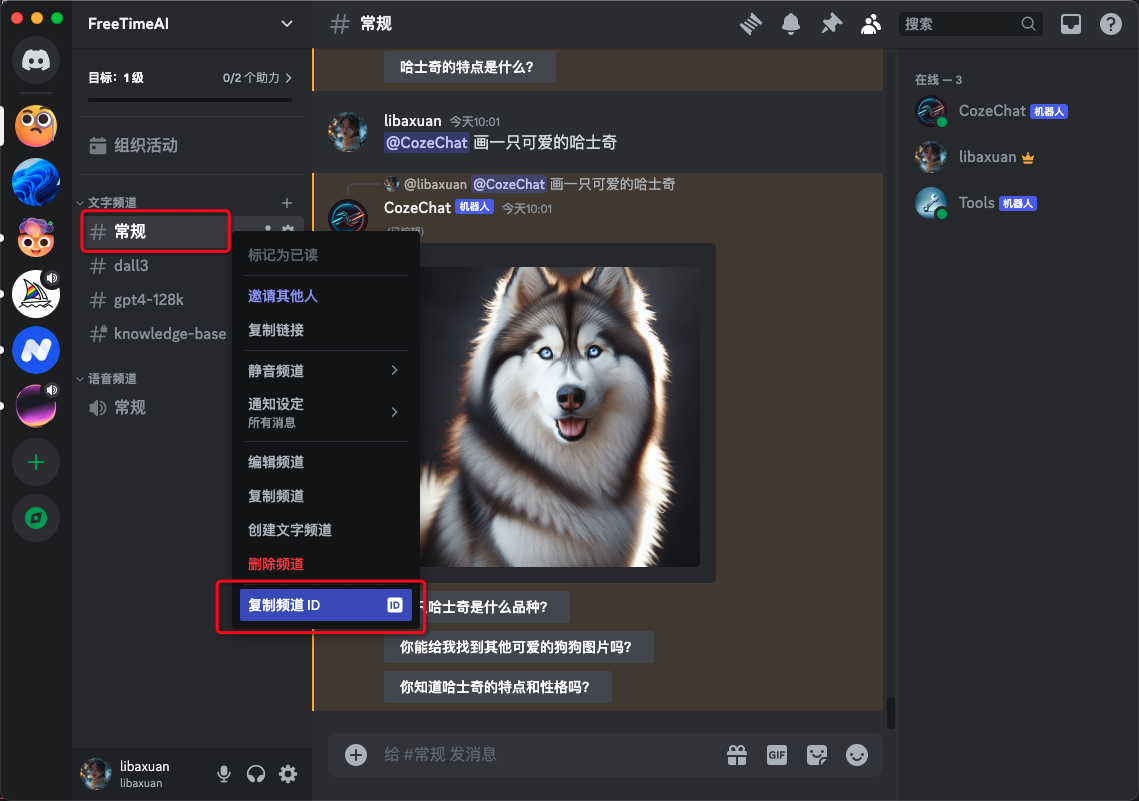 FreeTimeAI
目标：1 级
0/2 个助力
组织活动
文字频道
常规
dall3
gpt4-128k
knowledge-base
语音频道
常规
libaxuan
libaxuan
标记为已读
邀请其他人
复制链接
静音频道
通知设定
所有消息
编辑频道
复制频道
创建文字频道
删除频道
复制频道 ID
ID
常规
搜索
哈士奇的特点是什么？
libaxuan 今天10:01
@CozeChat 画一只可爱的哈士奇
@libaxuan @CozeChat 画一只可爱的哈士奇
CozeChat 机器人 今天10:01
(已编辑)
哈士奇是什么品种？
你能给我找到其他可爱的狗狗图片吗？
你知道哈士奇的特点和性格吗？
给 #常规 发消息
GIF
在线 — 3
CozeChat 机器人
libaxuan
Tools 机器人